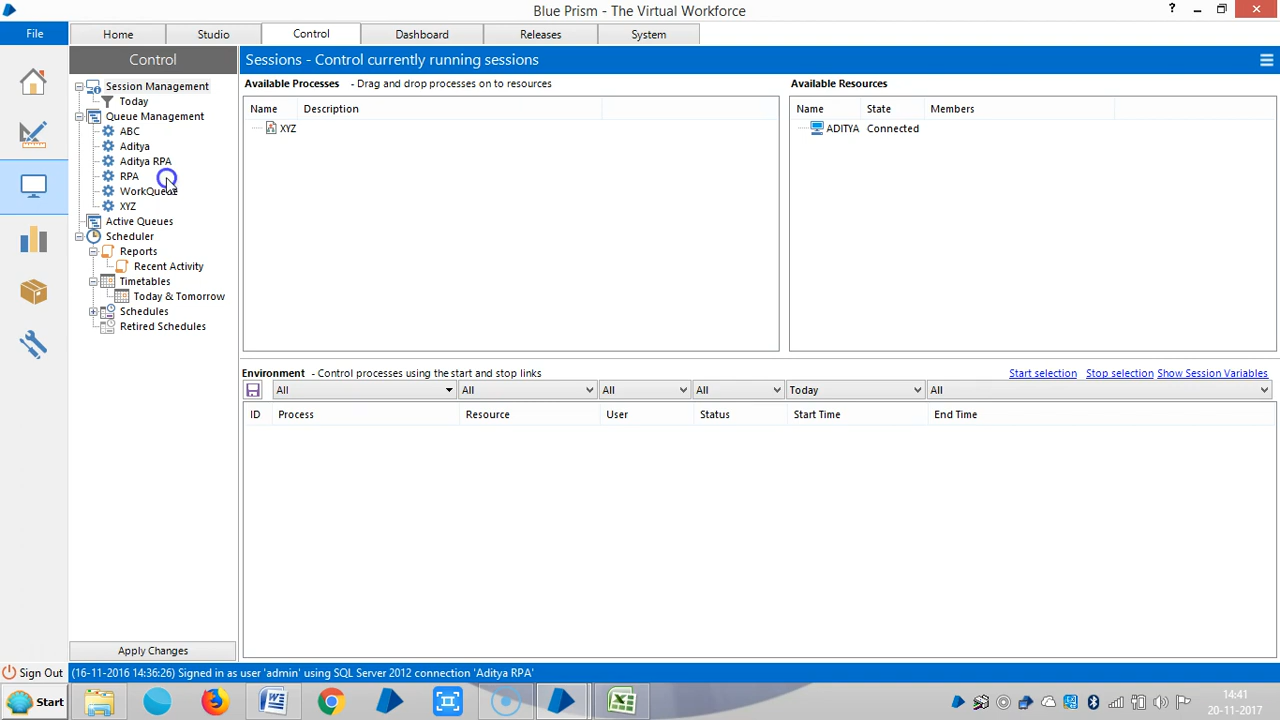 Blue Prism - The Virtual Workforce
?
File
Home
Studio
Control
Dashboard
Releases
System
Control
Sessions - Control currently running sessions
Session Management
Today
Queue Management
ABC
Aditya
Aditya RPA
RPA
WorkQueue
XYZ
Active Queues
Scheduler
Reports
Recent Activity
Timetables
Today & Tomorrow
Schedules
Retired Schedules
Apply Changes
Available Processes - Drag and drop processes on to resources
Name Description
XYZ
Available Resources
Name State Members
ADITYA Connected
Environment - Control processes using the start and stop links
Start selection Stop selection Show Session Variables
All All All All Today All
ID Process Resource User Status Start Time End Time
Sign Out
(16-11-2016 14:36:26) Signed in as user 'admin' using SQL Server 2012 connection 'Aditya RPA'
Start
14:41
20-11-2017